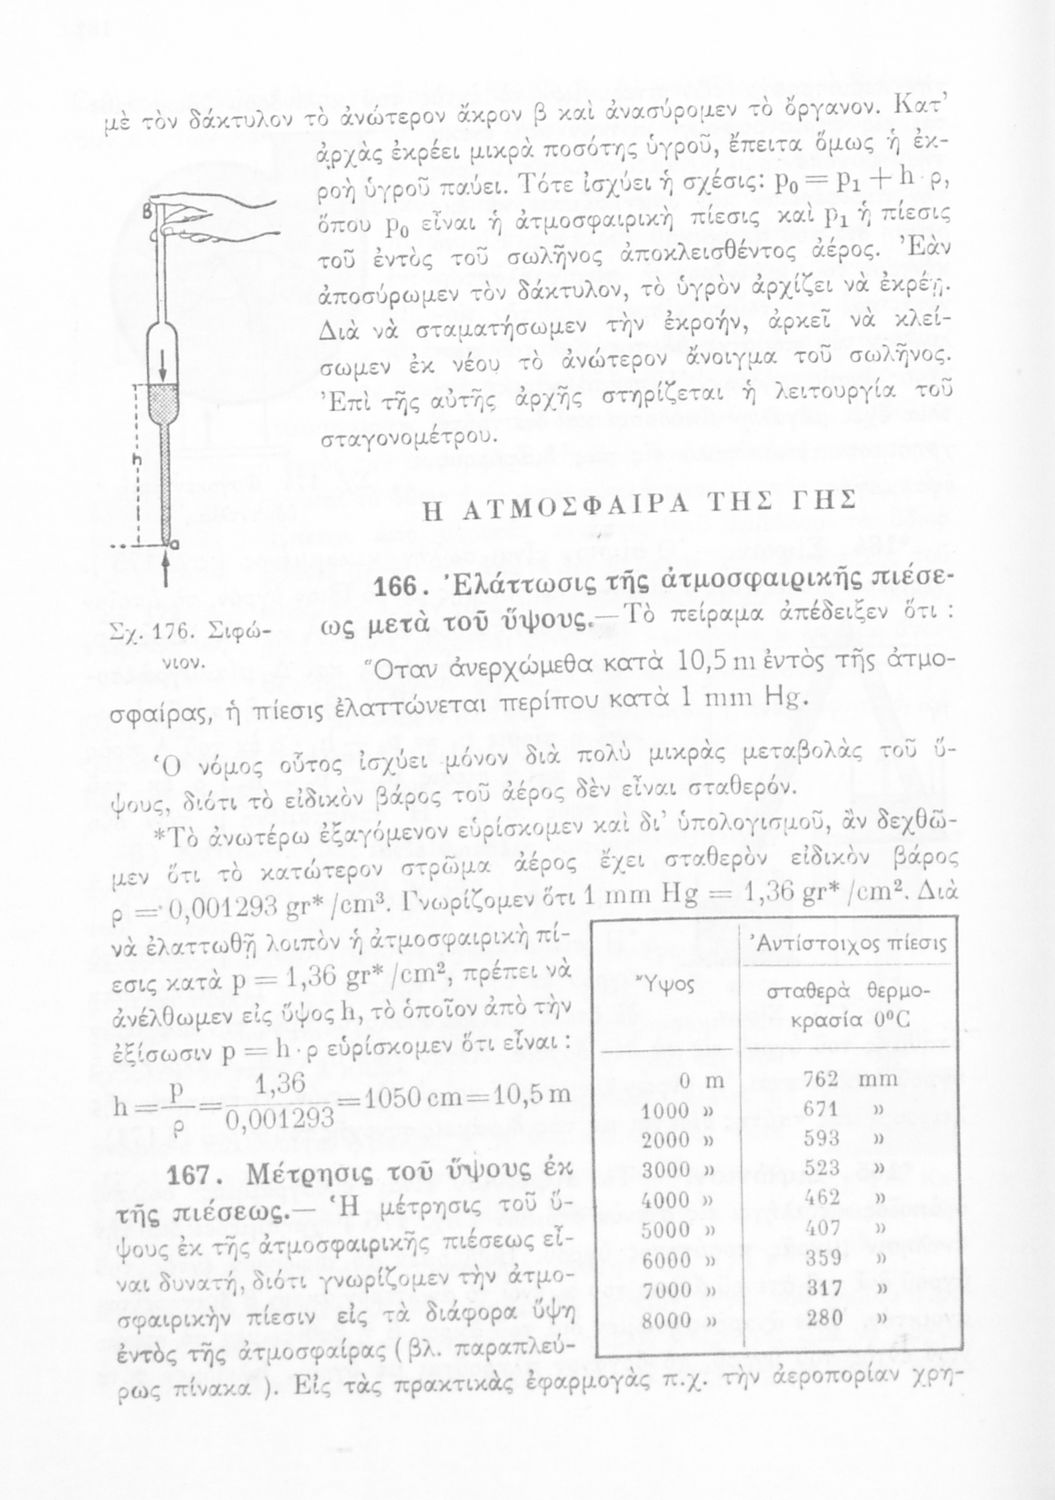 μὲ τὸν δάκτυλον τὸ ἀνώτερον ἄκρον β καὶ ἀνασύρομεν τὸ ὄργανον. Κατ’
ἀρχὰς ἐκρέει μικρὰ ποσότης ὑγροῦ, ἔπειτα ὅμως ἡ ἐκ-
ροὴ ὑγροῦ παύει. Τότε ἰσχύει ἡ σχέσις: p₀ = p₁ + h · ρ,
ὅπου p₀ εἶναι ἡ ἀτμοσφαιρικὴ πίεσις καὶ p₁ ἡ πίεσις
τοῦ ἐντὸς τοῦ σωλῆνος ἀποκλεισθέντος ἀέρος. Ἐὰν
ἀποσύρωμεν τὸν δάκτυλον, τὸ ὑγρὸν ἀρχίζει νὰ ἐκρέῃ.
Διὰ νὰ σταματήσωμεν τὴν ἐκροήν, ἀρκεῖ νὰ κλεί-
σωμεν ἐκ νέου τὸ ἀνώτερον ἄνοιγμα τοῦ σωλῆνος.
Ἐπὶ τῆς αὐτῆς ἀρχῆς στηρίζεται ἡ λειτουργία τοῦ
σταγονομέτρου.
β
h
α
Σχ. 176. Σιφώ-
νιον.
Η ΑΤΜΟΣΦΑΙΡΑ ΤΗΣ ΓΗΣ
166. Ἐλάττωσις τῆς ἀτμοσφαιρικῆς πιέσε-
ως μετὰ τοῦ ὕψους.—Τὸ πείραμα ἀπέδειξεν ὅτι :
Ὅταν ἀνερχώμεθα κατὰ 10,5 m ἐντὸς τῆς ἀτμο-
σφαίρας, ἡ πίεσις ἐλαττώνεται περίπου κατὰ 1 mm Hg.
Ὁ νόμος οὗτος ἰσχύει μόνον διὰ πολὺ μικρὰς μεταβολὰς τοῦ ὕ-
ψους, διότι τὸ εἰδικὸν βάρος τοῦ ἀέρος δὲν εἶναι σταθερόν.
*Τὸ ἀνωτέρω ἐξαγόμενον εὑρίσκομεν καὶ δι’ ὑπολογισμοῦ, ἂν δεχθῶ-
μεν ὅτι τὸ κατώτερον στρῶμα ἀέρος ἔχει σταθερὸν εἰδικὸν βάρος
ρ = 0,001293 gr* /cm³. Γνωρίζομεν ὅτι 1 mm Hg = 1,36 gr* /cm². Διὰ
νὰ ἐλαττωθῇ λοιπὸν ἡ ἀτμοσφαιρικὴ πί-
εσις κατὰ p = 1,36 gr* /cm², πρέπει νὰ
ἀνέλθωμεν εἰς ὕψος h, τὸ ὁποῖον ἀπὸ τὴν
ἐξίσωσιν p = h · ρ εὑρίσκομεν ὅτι εἶναι :
h = p/ρ = 1,36/0,001293 = 1050 cm = 10,5 m
167. Μέτρησις τοῦ ὕψους ἐκ
τῆς πιέσεως.— Ἡ μέτρησις τοῦ ὕ-
ψους ἐκ τῆς ἀτμοσφαιρικῆς πιέσεως εἶ-
ναι δυνατή, διότι γνωρίζομεν τὴν ἀτμο-
σφαιρικὴν πίεσιν εἰς τὰ διάφορα ὕψη
ἐντὸς τῆς ἀτμοσφαίρας ( βλ. παραπλεύ-
ρως πίνακα ). Εἰς τὰς πρακτικὰς ἐφαρμογὰς π.χ. τὴν ἀεροπορίαν χρη-
Ὕψος
Ἀντίστοιχος πίεσις
σταθερὰ θερμο-
κρασία 0⁰C
0 m 762 mm
1000 » 671 »
2000 » 593 »
3000 » 523 »
4000 » 462 »
5000 » 407 »
6000 » 359 »
7000 » 317 »
8000 » 280 »